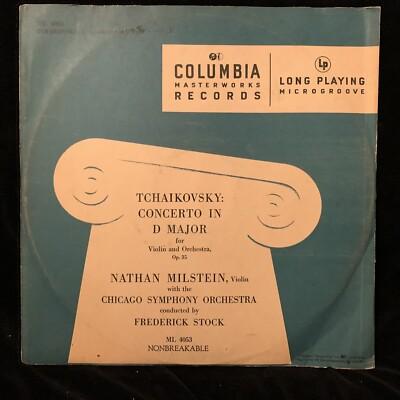 COLUMBIA
MASTERWORKS
RECORDS
Lp
LONG PLAYING
MICROGROOVE
TCHAIKOVSKY:
CONCERTO IN
D MAJOR
for
Violin and Orchestra,
Op. 35
NATHAN MILSTEIN, Violin
with the
CHICAGO SYMPHONY ORCHESTRA
conducted by
FREDERICK STOCK
ML 4053
NONBREAKABLE